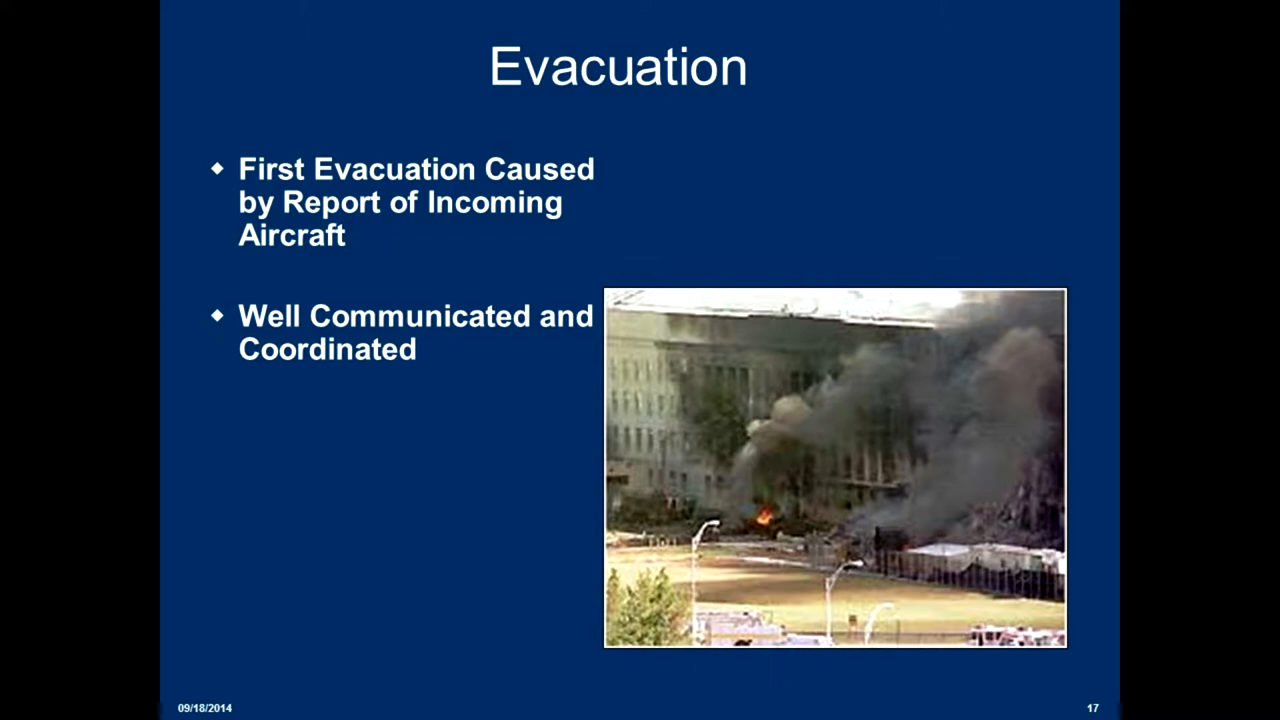 Evacuation
First Evacuation Caused
by Report of Incoming
Aircraft
Well Communicated and
Coordinated
09/18/2014
17